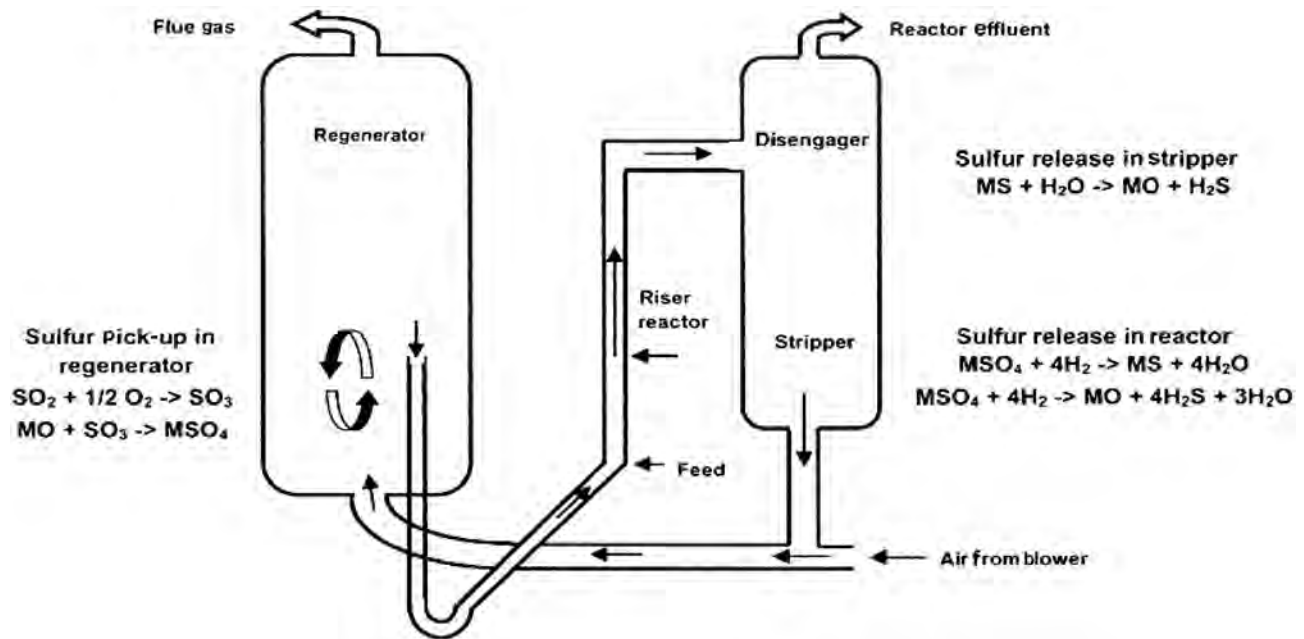 Flue gas
Reactor effluent
Regenerator
Disengager
Sulfur release in stripper
MS + H₂O -> MO + H₂S
Riser
reactor
Stripper
Sulfur Pick-up in
regenerator
SO₂ + 1/2 O₂ -> SO₃
MO + SO₃ -> MSO₄
Sulfur release in reactor
MSO₄ + 4H₂ -> MS + 4H₂O
MSO₄ + 4H₂ -> MO + 4H₂S + 3H₂O
Feed
Air from blower